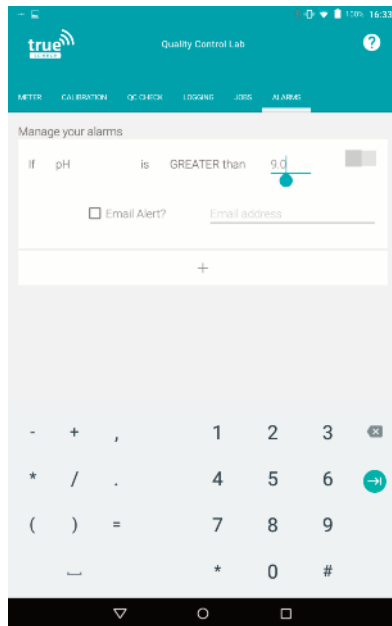 100% 16:33
true
Quality Control Lab
?
METER CALIBRATION QC CHECK LOGGING JOBS ALARMS
Manage your alarms
If pH is GREATER than 9.0
Email Alert? Email address
+
- + , 1 2 3
* / . 4 5 6
( ) = 7 8 9
* 0 #